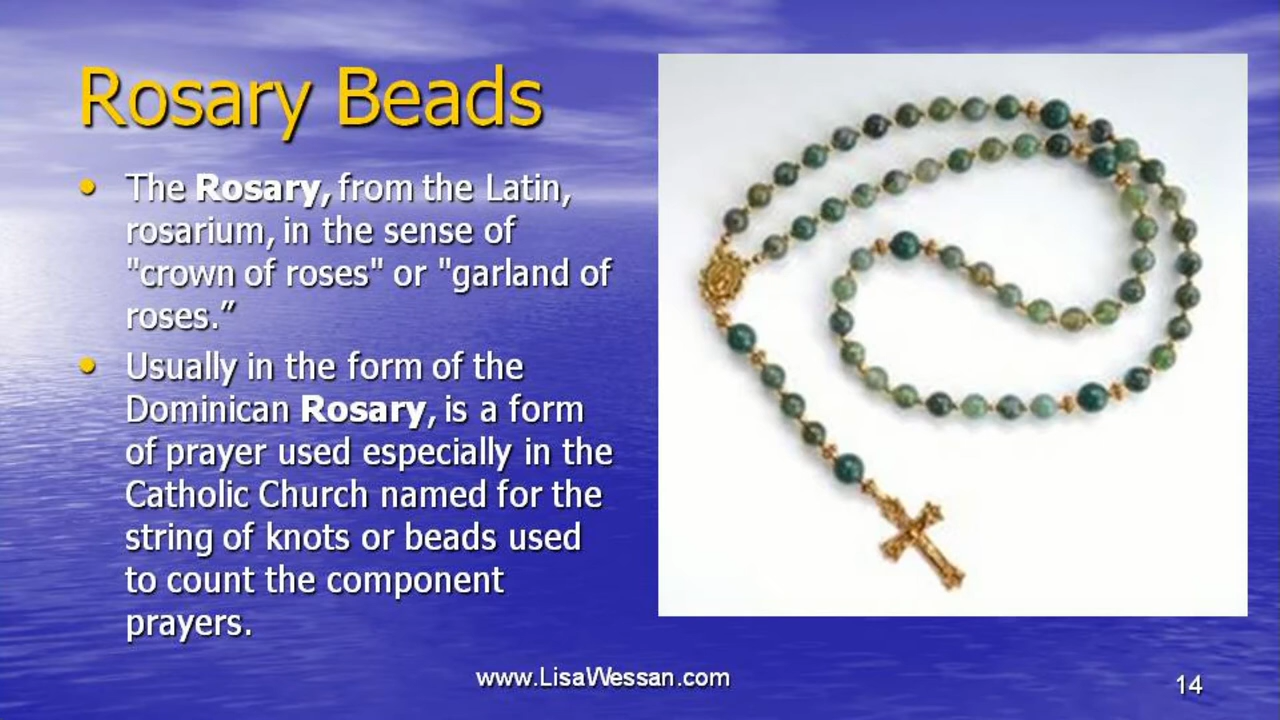 Rosary Beads
• The Rosary, from the Latin,
rosarium, in the sense of
"crown of roses" or "garland of
roses.”
• Usually in the form of the
Dominican Rosary, is a form
of prayer used especially in the
Catholic Church named for the
string of knots or beads used
to count the component
prayers.
www.LisaWessan.com
14